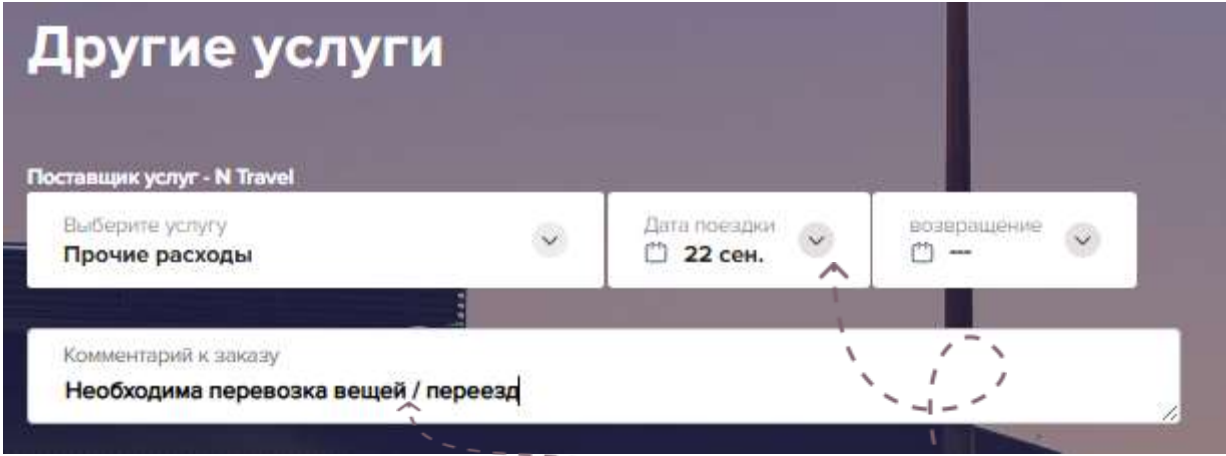 Другие услуги
Поставщик услуг - N Travel
Выберите услугу
Прочие расходы
Дата поездки
22 сен.
возвращение
---
Комментарий к заказу
Необходима перевозка вещей / переезд